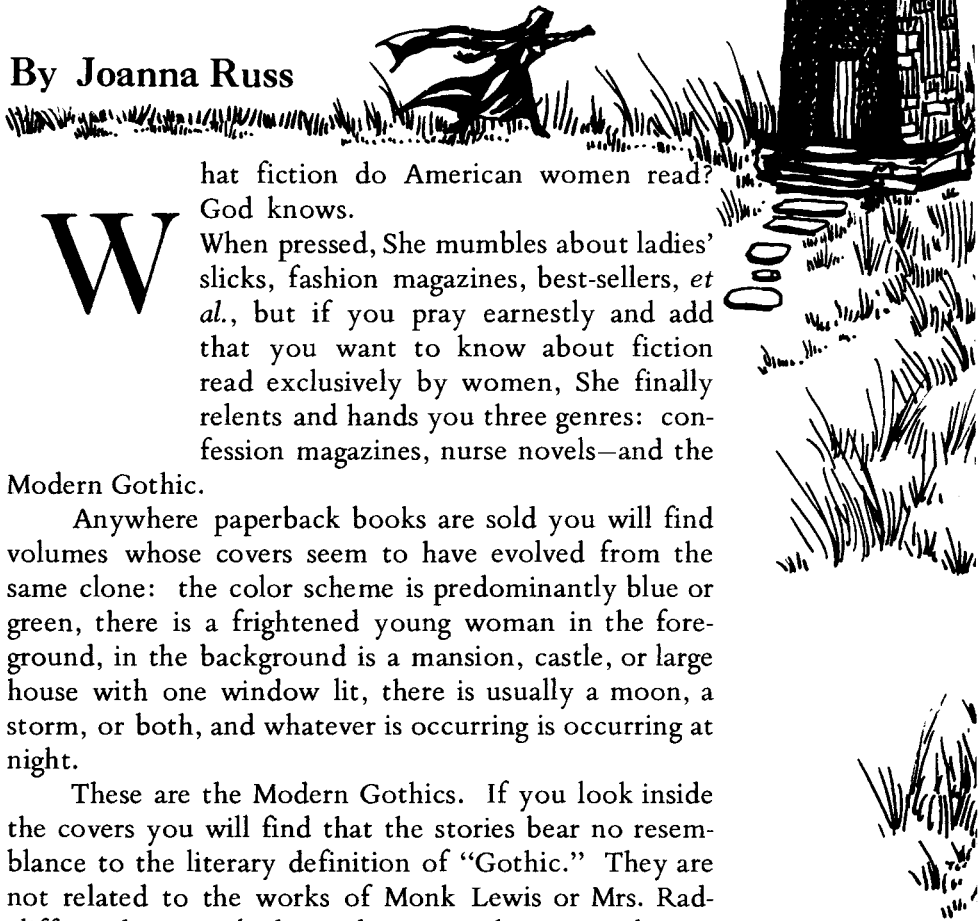 By Joanna Russ
What fiction do American women read?
God knows.
When pressed, She mumbles about ladies’
slicks, fashion magazines, best-sellers, et
al., but if you pray earnestly and add
that you want to know about fiction
read exclusively by women, She finally
relents and hands you three genres: con-
fession magazines, nurse novels—and the
Modern Gothic.
Anywhere paperback books are sold you will find
volumes whose covers seem to have evolved from the
same clone: the color scheme is predominantly blue or
green, there is a frightened young woman in the fore-
ground, in the background is a mansion, castle, or large
house with one window lit, there is usually a moon, a
storm, or both, and whatever is occurring is occurring at
night.
These are the Modern Gothics. If you look inside
the covers you will find that the stories bear no resem-
blance to the literary definition of “Gothic.” They are
not related to the works of Monk Lewis or Mrs. Rad-